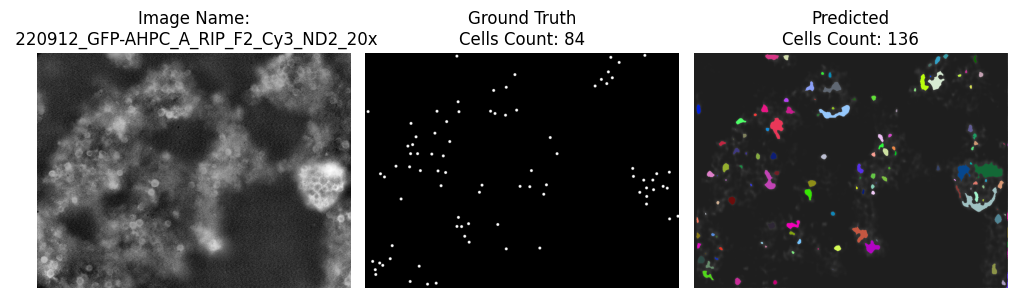 Image Name:
220912_GFP-AHPC_A_RIP_F2_Cy3_ND2_20x
Ground Truth
Cells Count: 84
Predicted
Cells Count: 136